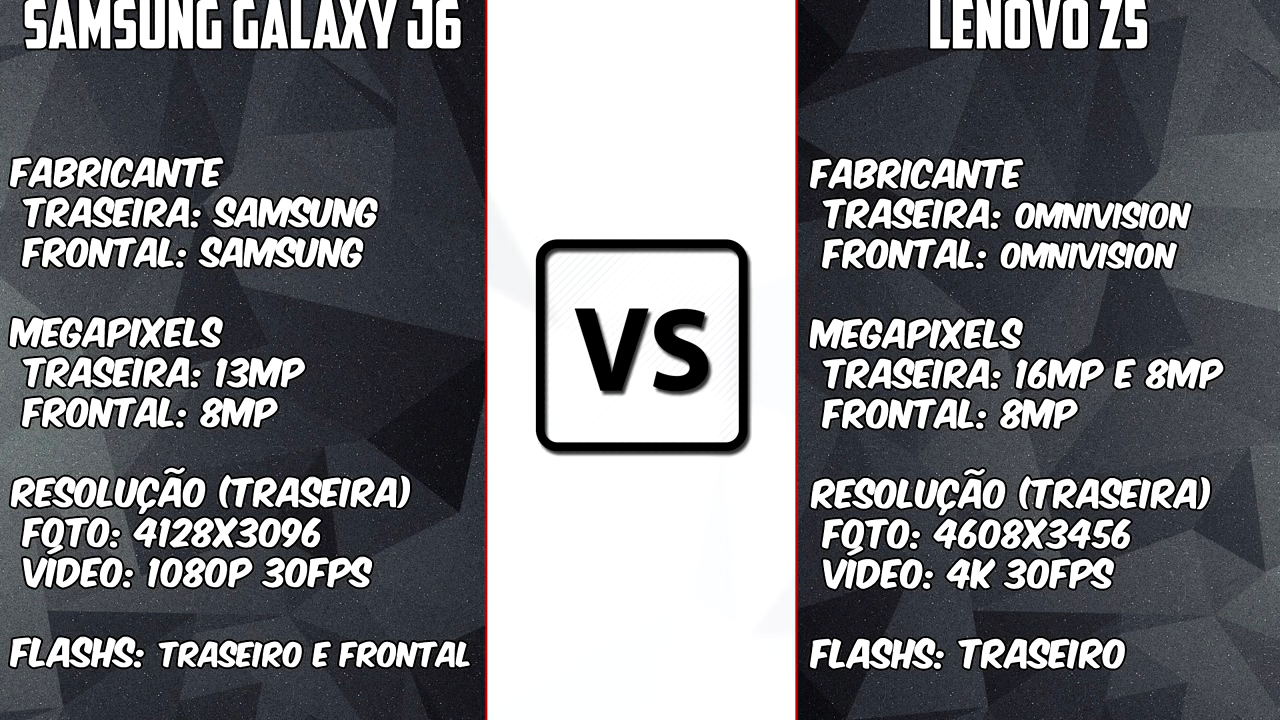 SAMSUNG GALAXY J6
FABRICANTE
TRASEIRA: SAMSUNG
FRONTAL: SAMSUNG
MEGAPIXELS
TRASEIRA: 13MP
FRONTAL: 8MP
RESOLUÇÃO (TRASEIRA)
FOTO: 4128X3096
VÍDEO: 1080P 30FPS
FLASHS: TRASEIRO E FRONTAL
VS
LENOVO Z5
FABRICANTE
TRASEIRA: OMNIVISION
FRONTAL: OMNIVISION
MEGAPIXELS
TRASEIRA: 16MP E 8MP
FRONTAL: 8MP
RESOLUÇÃO (TRASEIRA)
FOTO: 4608X3456
VÍDEO: 4K 30FPS
FLASHS: TRASEIRO